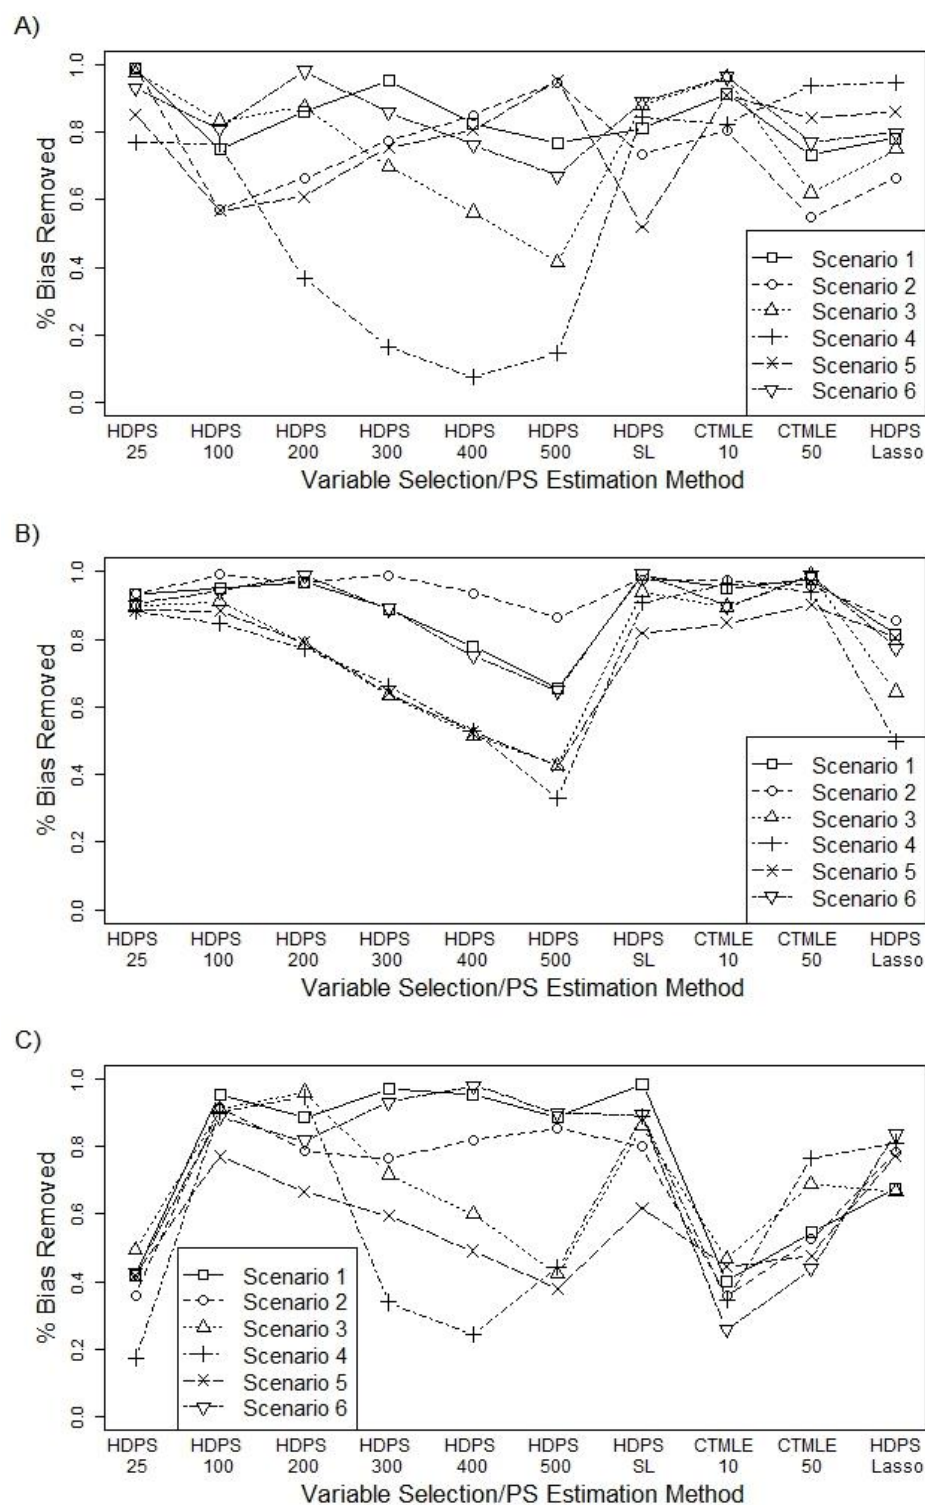 A)
% Bias Removed
1.0
0.8
0.6
0.4
0.2
0.0
Scenario 1
Scenario 2
Scenario 3
Scenario 4
Scenario 5
Scenario 6
HDPS HDPS HDPS HDPS HDPS HDPS HDPS CTMLE CTMLE HDPS
25 100 200 300 400 500 SL 10 50 Lasso
Variable Selection/PS Estimation Method
B)
% Bias Removed
1.0
0.8
0.6
0.4
0.2
0.0
Scenario 1
Scenario 2
Scenario 3
Scenario 4
Scenario 5
Scenario 6
HDPS HDPS HDPS HDPS HDPS HDPS HDPS CTMLE CTMLE HDPS
25 100 200 300 400 500 SL 10 50 Lasso
Variable Selection/PS Estimation Method
C)
% Bias Removed
1.0
0.8
0.6
0.4
0.2
0.0
Scenario 1
Scenario 2
Scenario 3
Scenario 4
Scenario 5
Scenario 6
HDPS HDPS HDPS HDPS HDPS HDPS HDPS CTMLE CTMLE HDPS
25 100 200 300 400 500 SL 10 50 Lasso
Variable Selection/PS Estimation Method